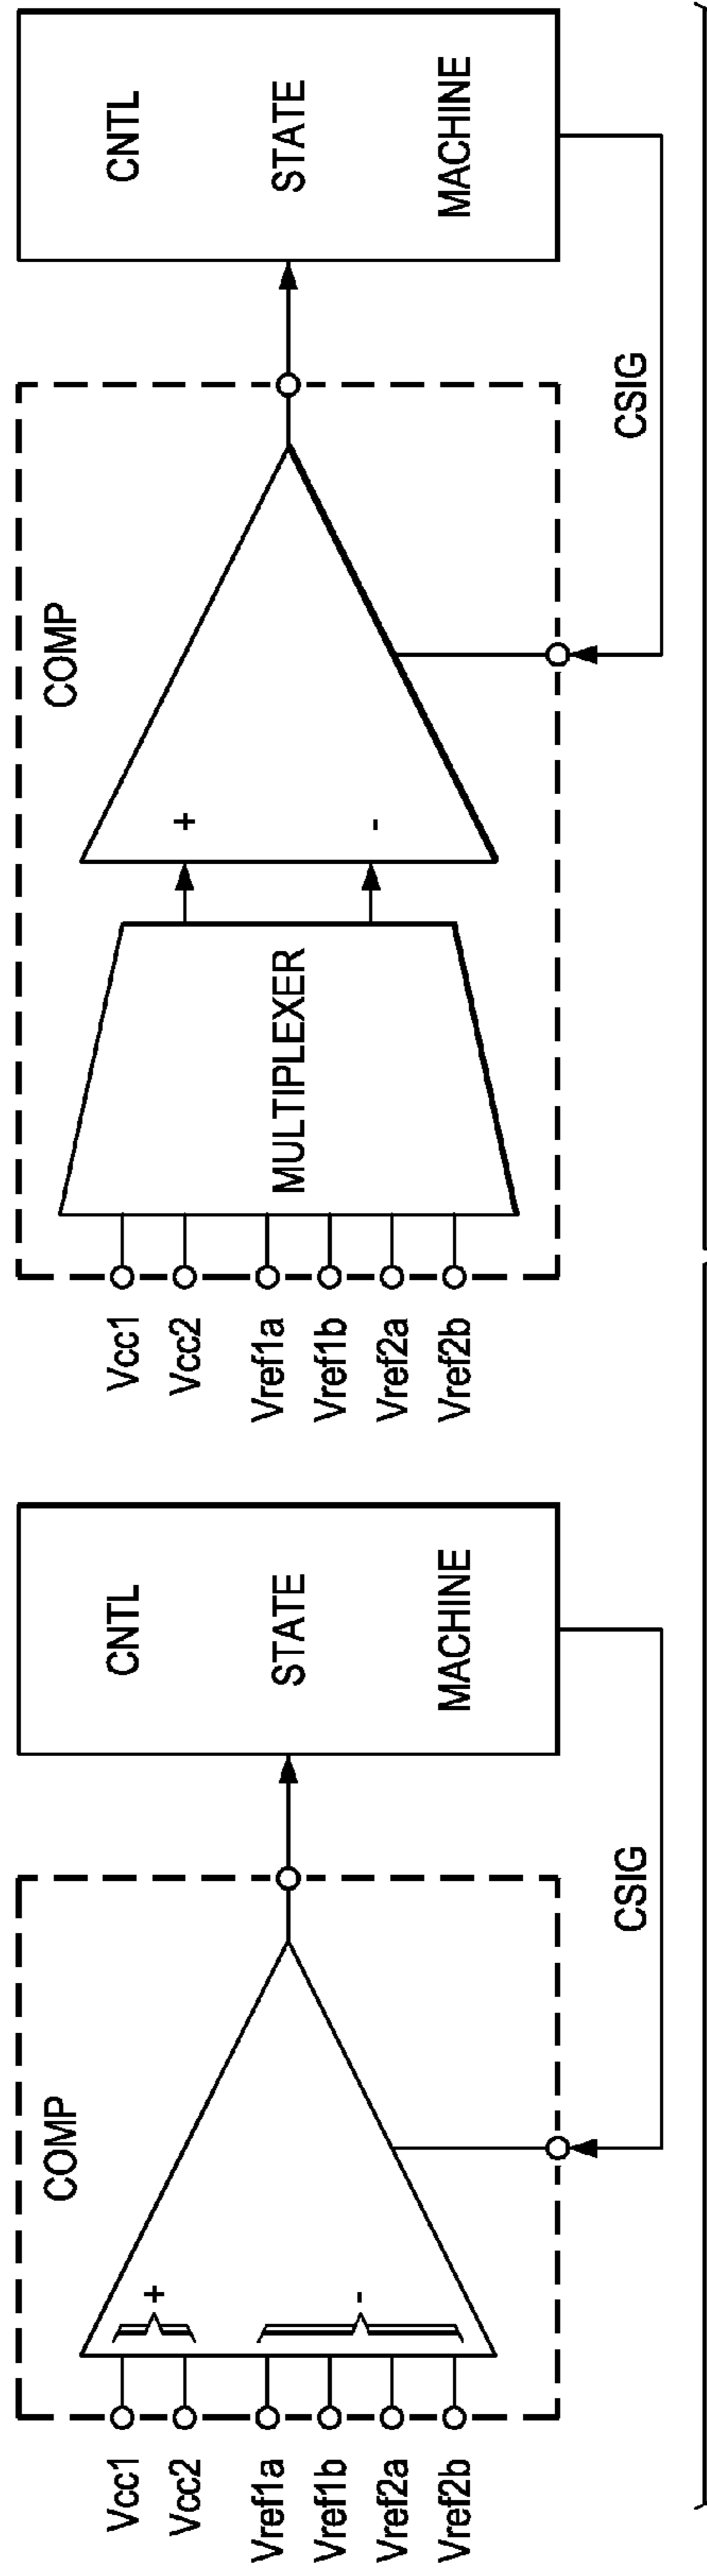 COMP
Vcc1
Vcc2
Vref1a
Vref1b
Vref2a
Vref2b
+
-
CNTL
STATE
MACHINE
CSIG
COMP
Vcc1
Vcc2
Vref1a
Vref1b
Vref2a
Vref2b
MULTIPLEXER
+
-
CNTL
STATE
MACHINE
CSIG